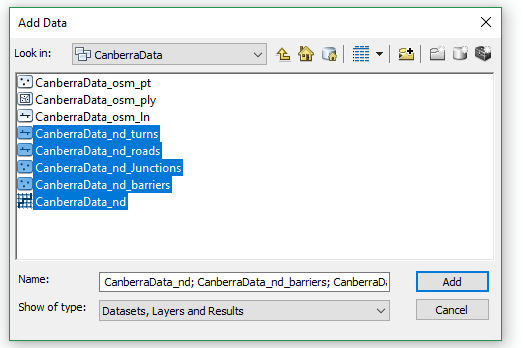 Add Data
Look in: CanberraData
CanberraData_osm_pt
CanberraData_osm_ply
CanberraData_osm_ln
CanberraData_nd_turns
CanberraData_nd_roads
CanberraData_nd_Junctions
CanberraData_nd_barriers
CanberraData_nd
Name: CanberraData_nd; CanberraData_nd_barriers; CanberraDa Add
Show of type: Datasets, Layers and Results Cancel